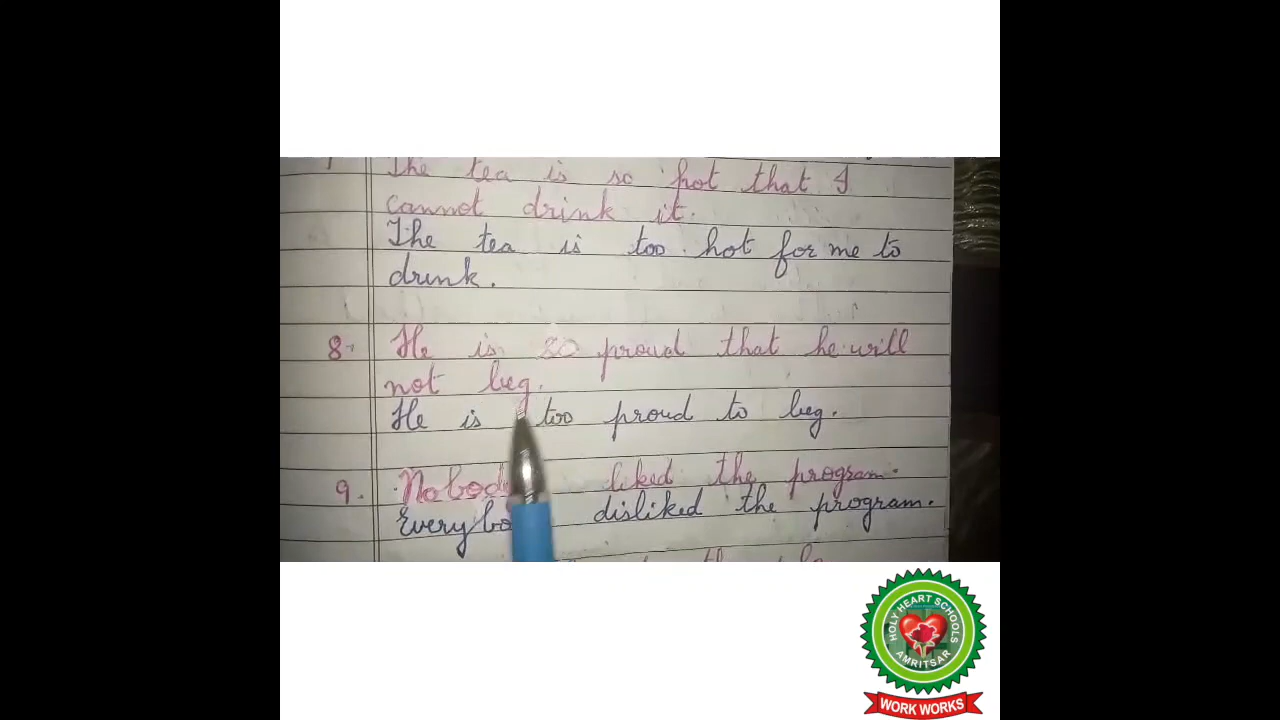 The tea is so hot that I
cannot drink it.
The tea is too hot for me to
drink.
8. He is so proud that he will
not beg.
He is too proud to beg.
9. Nobody liked the program.
disliked the program.
HOLY HEART SCHOOLS
AMRITSAR
WORK WORKS